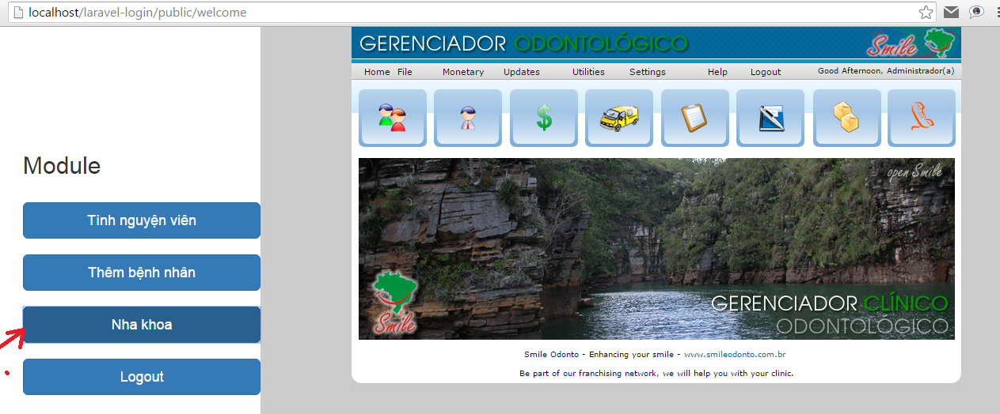 localhost/laravel-login/public/welcome
GERENCIADOR ODONTOLÓGICO
Smile
Home File Monetary Updates Utilities Settings Help Logout Good Afternoon, Administrador(a)
Module
Tình nguyện viên
Thêm bệnh nhân
Nha khoa
Logout
open Smile
Smile
GERENCIADOR CLÍNICO
ODONTOLÓGICO
Smile Odonto - Enhancing your smile - www.smileodonto.com.br
Be part of our franchising network, we will help you with your clinic.